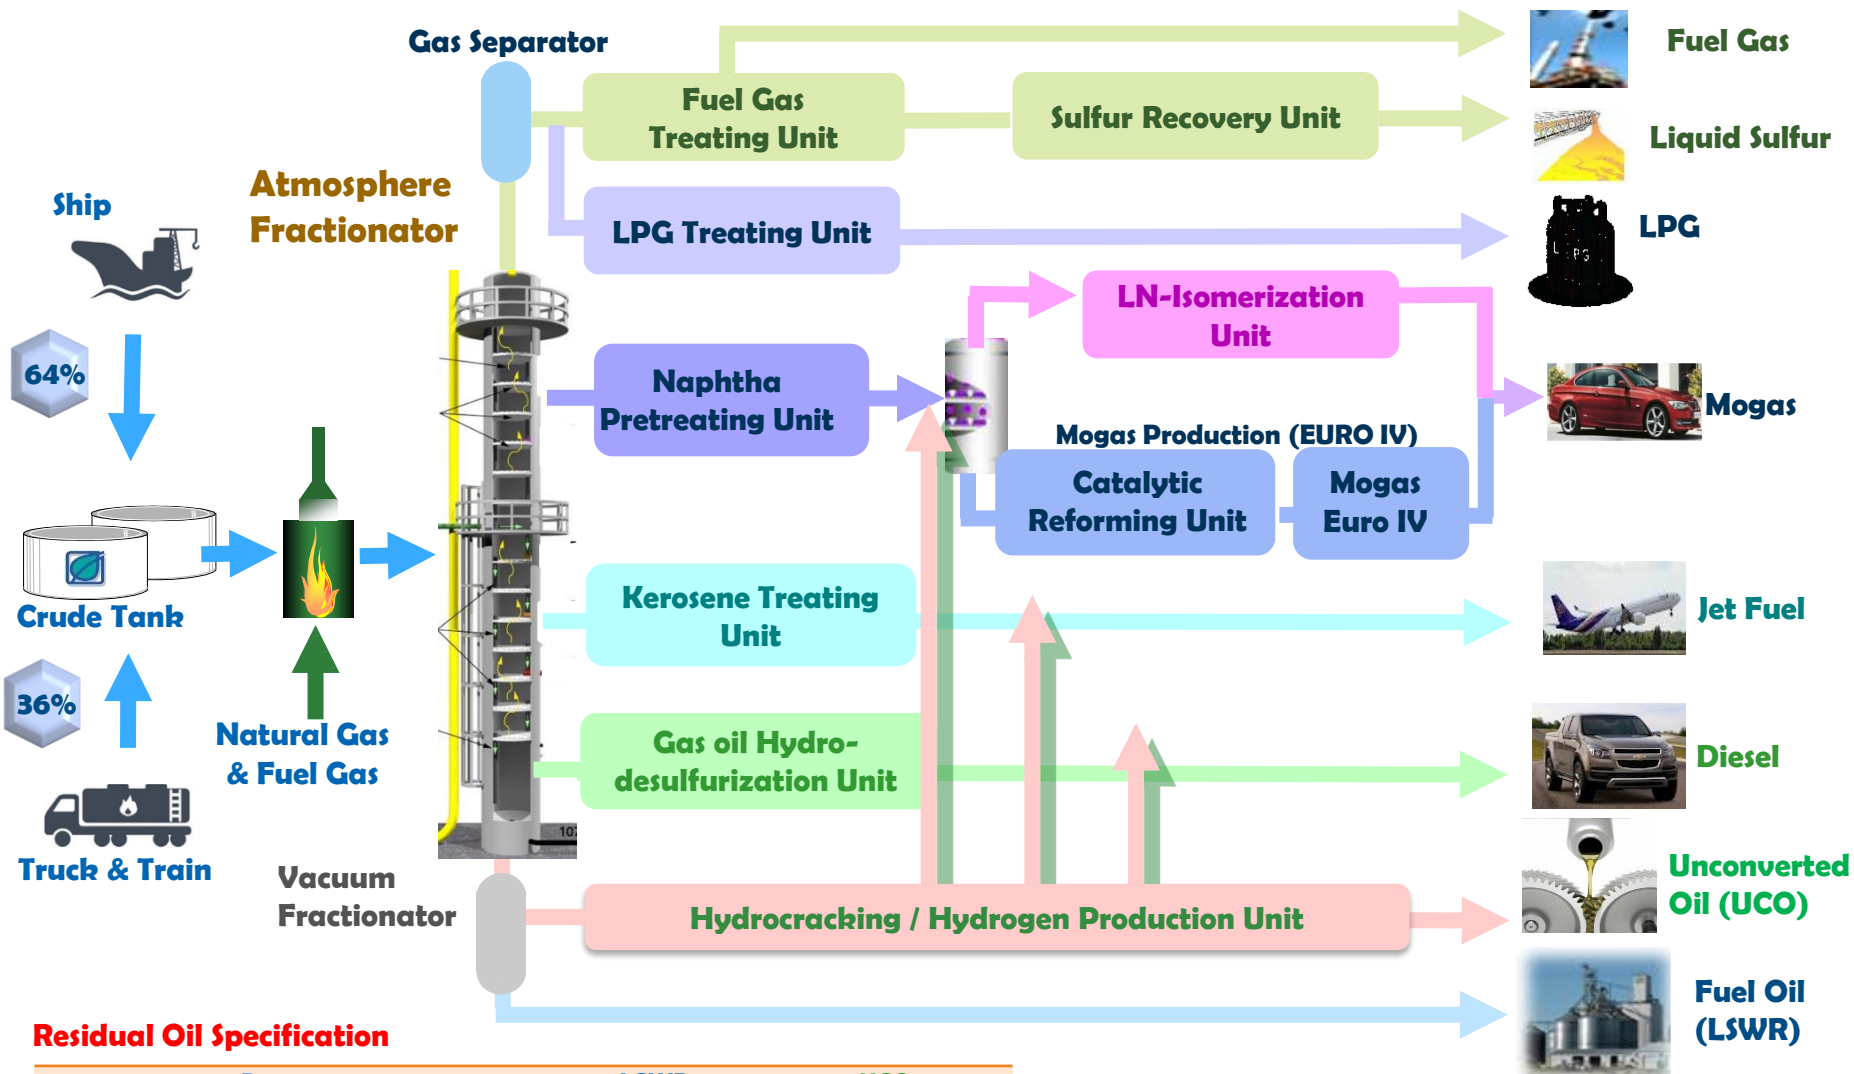 Gas Separator
Fuel Gas
Treating Unit
Sulfur Recovery Unit
Fuel Gas
Liquid Sulfur
Atmosphere
Fractionator
LPG Treating Unit
LPG
LPG
Ship
64%
LN-Isomerization
Unit
Naphtha
Pretreating Unit
Mogas Production (EURO IV)
Catalytic
Reforming Unit
Mogas
Euro IV
Mogas
Crude Tank
Kerosene Treating
Unit
Jet Fuel
36%
Natural Gas
& Fuel Gas
Gas oil Hydro-
desulfurization Unit
Diesel
107
Truck & Train
Vacuum
Fractionator
Hydrocracking / Hydrogen Production Unit
Unconverted
Oil (UCO)
Fuel Oil
(LSWR)
Residual Oil Specification